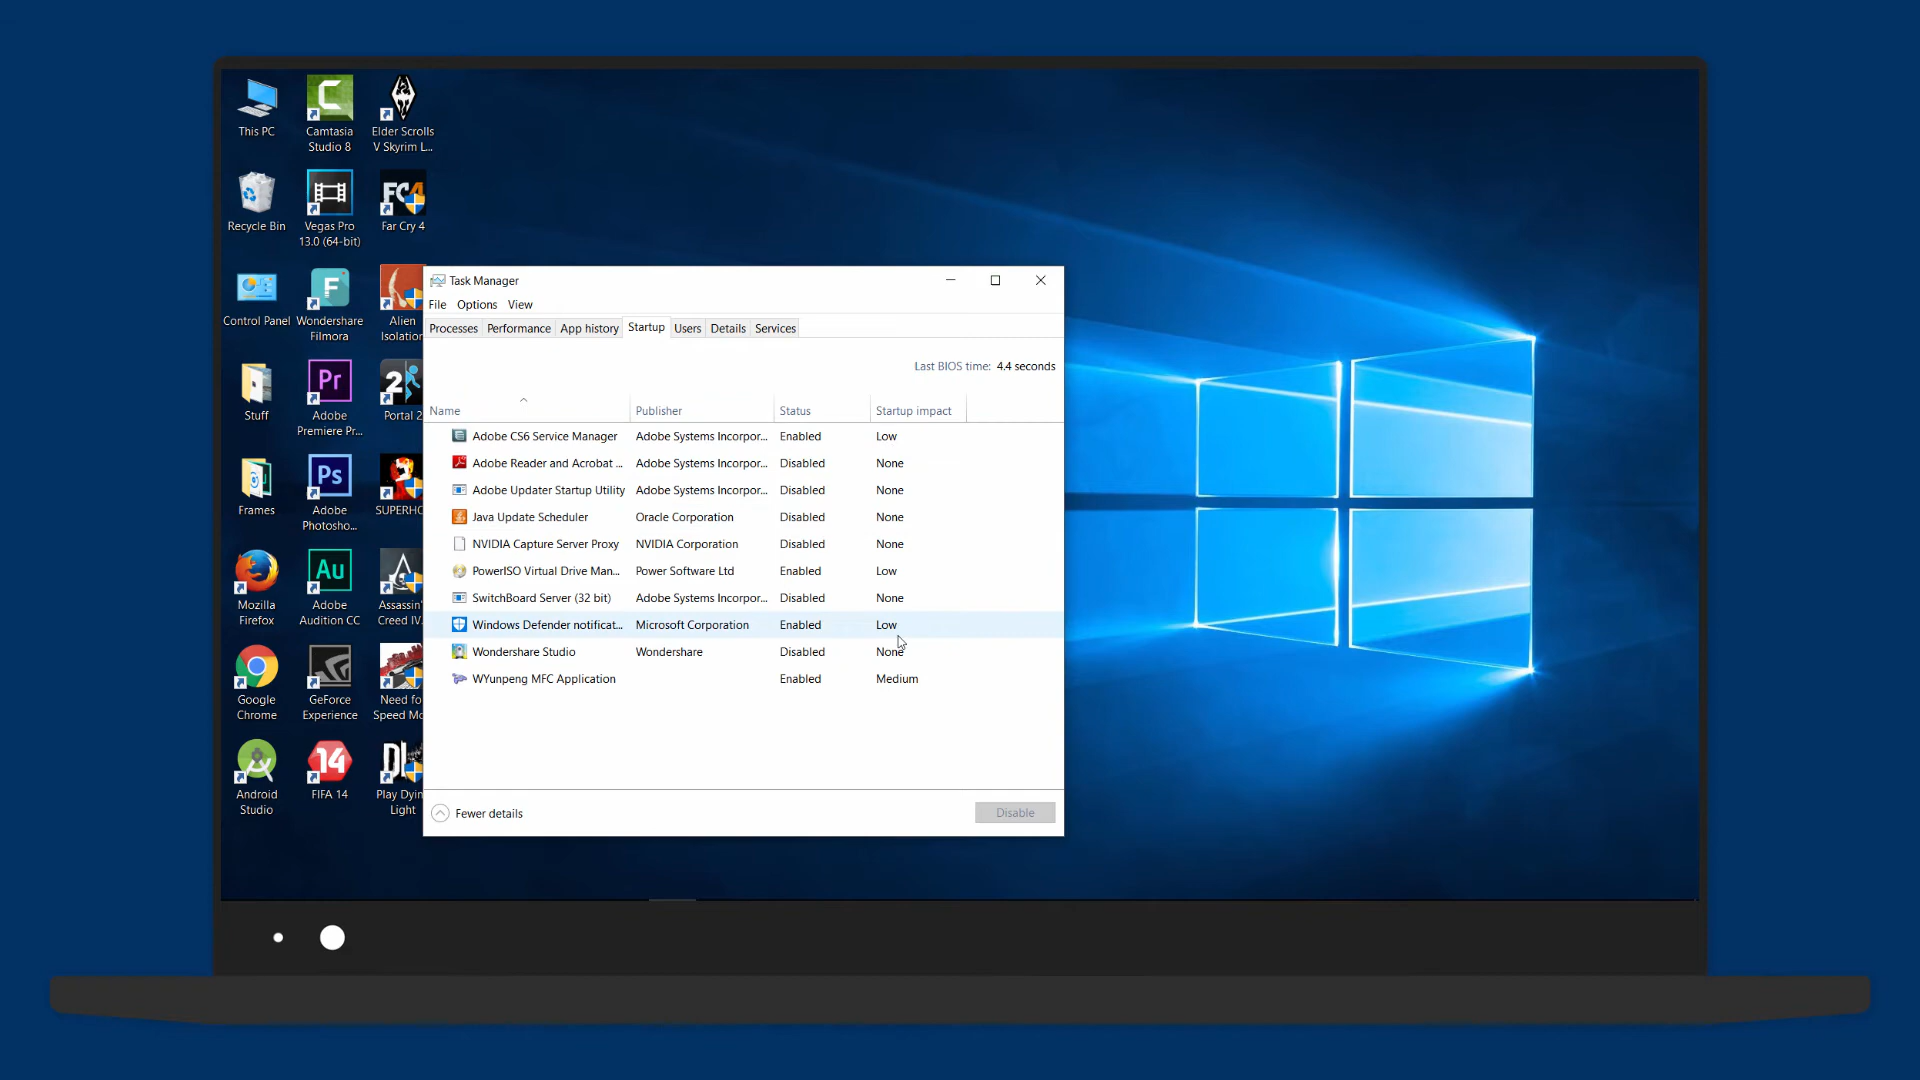 This PC
Camtasia
Studio 8
Elder Scrolls
V Skyrim L...
Recycle Bin
Vegas Pro
13.0 (64-bit)
FC4
Far Cry 4
Control Panel
Wondershare
Filmora
Alien
Isolation
Stuff
Pr
Adobe
Premiere Pr...
2
Portal 2
Frames
Ps
Adobe
Photosho...
SUPERHO
Mozilla
Firefox
Au
Adobe
Audition CC
Assassin'
Creed IV
Google
Chrome
GeForce
Experience
Need fo
Speed Mo
Android
Studio
14
FIFA 14
Play Dyin
Light
Task Manager
File Options View
Processes Performance App history Startup Users Details Services
Last BIOS time: 4.4 seconds
Name Publisher Status Startup impact
Adobe CS6 Service Manager Adobe Systems Incorpor... Enabled Low
Adobe Reader and Acrobat ... Adobe Systems Incorpor... Disabled None
Adobe Updater Startup Utility Adobe Systems Incorpor... Disabled None
Java Update Scheduler Oracle Corporation Disabled None
NVIDIA Capture Server Proxy NVIDIA Corporation Disabled None
PowerISO Virtual Drive Man... Power Software Ltd Enabled Low
SwitchBoard Server (32 bit) Adobe Systems Incorpor... Disabled None
Windows Defender notificat... Microsoft Corporation Enabled Low
Wondershare Studio Wondershare Disabled None
WYunpeng MFC Application Enabled Medium
Fewer details Disable